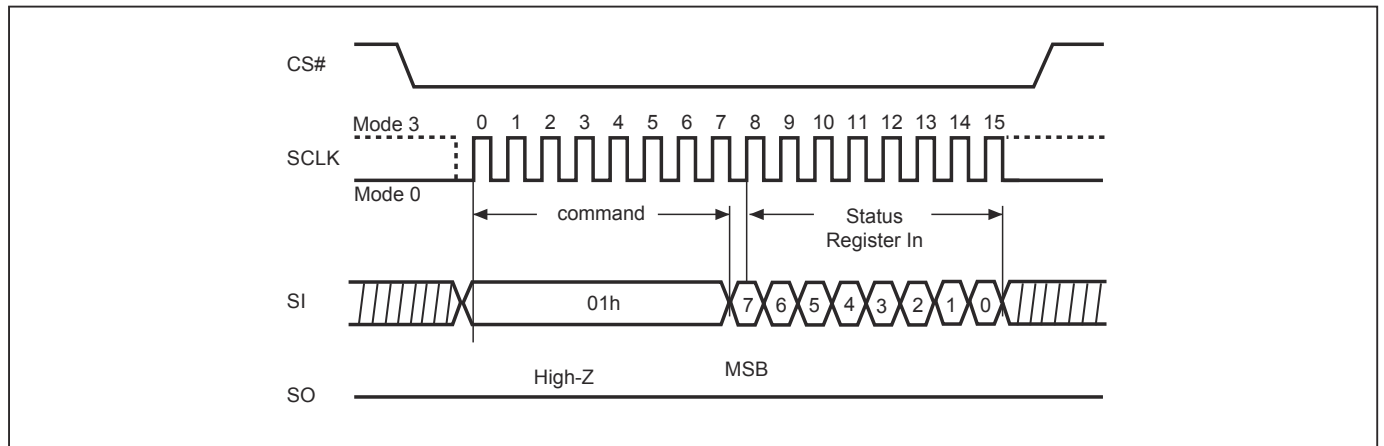 CS#
Mode 3 0 1 2 3 4 5 6 7 8 9 10 11 12 13 14 15
SCLK
Mode 0
command
Status
Register In
SI 01h 7 6 5 4 3 2 1 0
High-Z MSB
SO